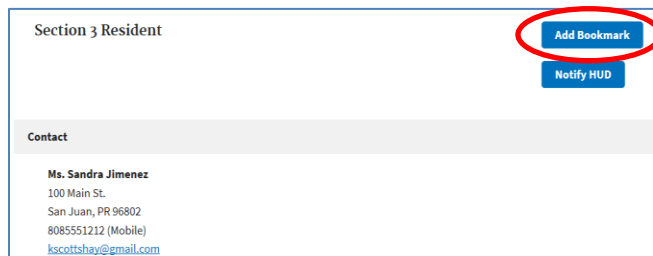 Section 3 Resident
Add Bookmark
Notify HUD
Contact
Ms. Sandra Jimenez
100 Main St.
San Juan, PR 96802
8085551212 (Mobile)
kscottshay@gmail.com